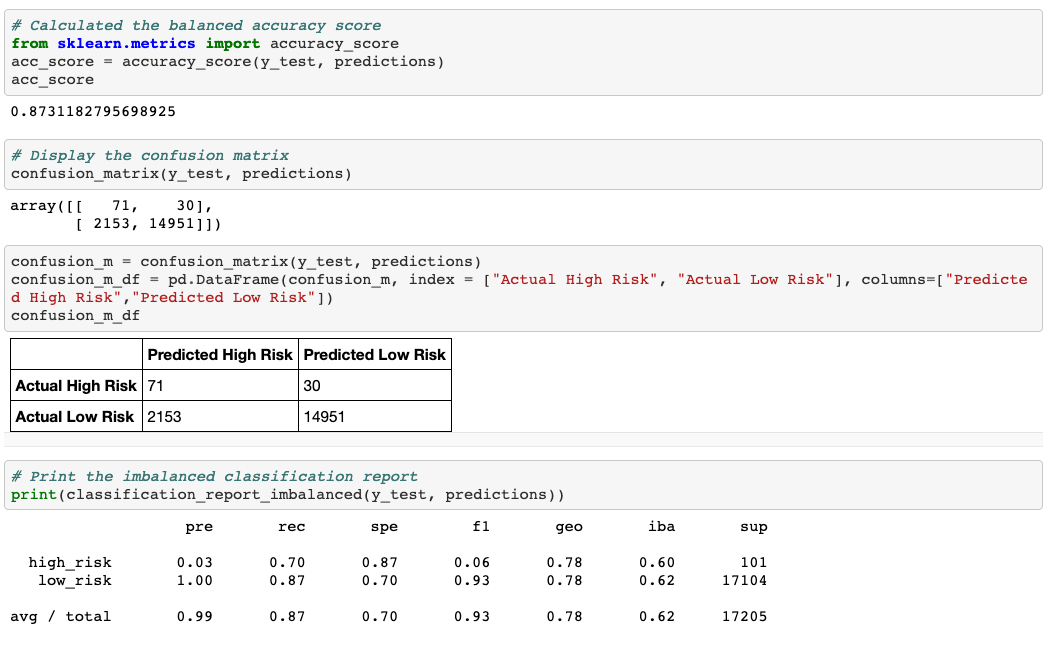 # Calculated the balanced accuracy score
from sklearn.metrics import accuracy_score
acc_score = accuracy_score(y_test, predictions)
acc_score
0.8731182795698925
# Display the confusion matrix
confusion_matrix(y_test, predictions)
array([[   71,    30],
       [ 2153, 14951]])
confusion_m = confusion_matrix(y_test, predictions)
confusion_m_df = pd.DataFrame(confusion_m, index = ["Actual High Risk", "Actual Low Risk"], columns=["Predicte
d High Risk","Predicted Low Risk"])
confusion_m_df
Predicted High Risk Predicted Low Risk
Actual High Risk 71 30
Actual Low Risk 2153 14951
# Print the imbalanced classification report
print(classification_report_imbalanced(y_test, predictions))
pre rec spe f1 geo iba sup
high_risk 0.03 0.70 0.87 0.06 0.78 0.60 101
low_risk 1.00 0.87 0.70 0.93 0.78 0.62 17104
avg / total 0.99 0.87 0.70 0.93 0.78 0.62 17205